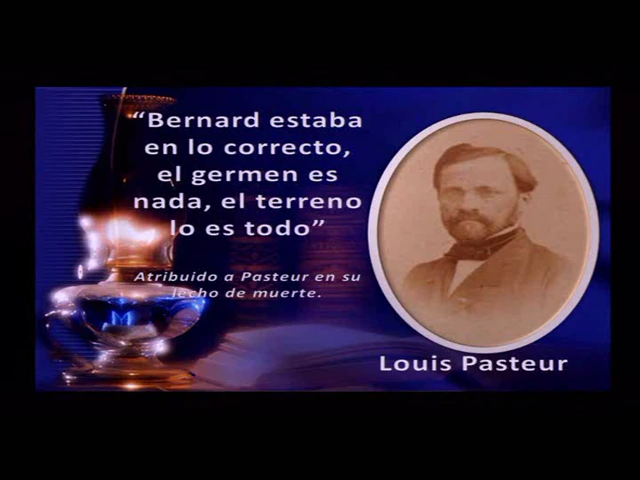 “Bernard estaba
en lo correcto,
el germen es
nada, el terreno
lo es todo”
Atribuido a Pasteur en su
lecho de muerte.
Louis Pasteur